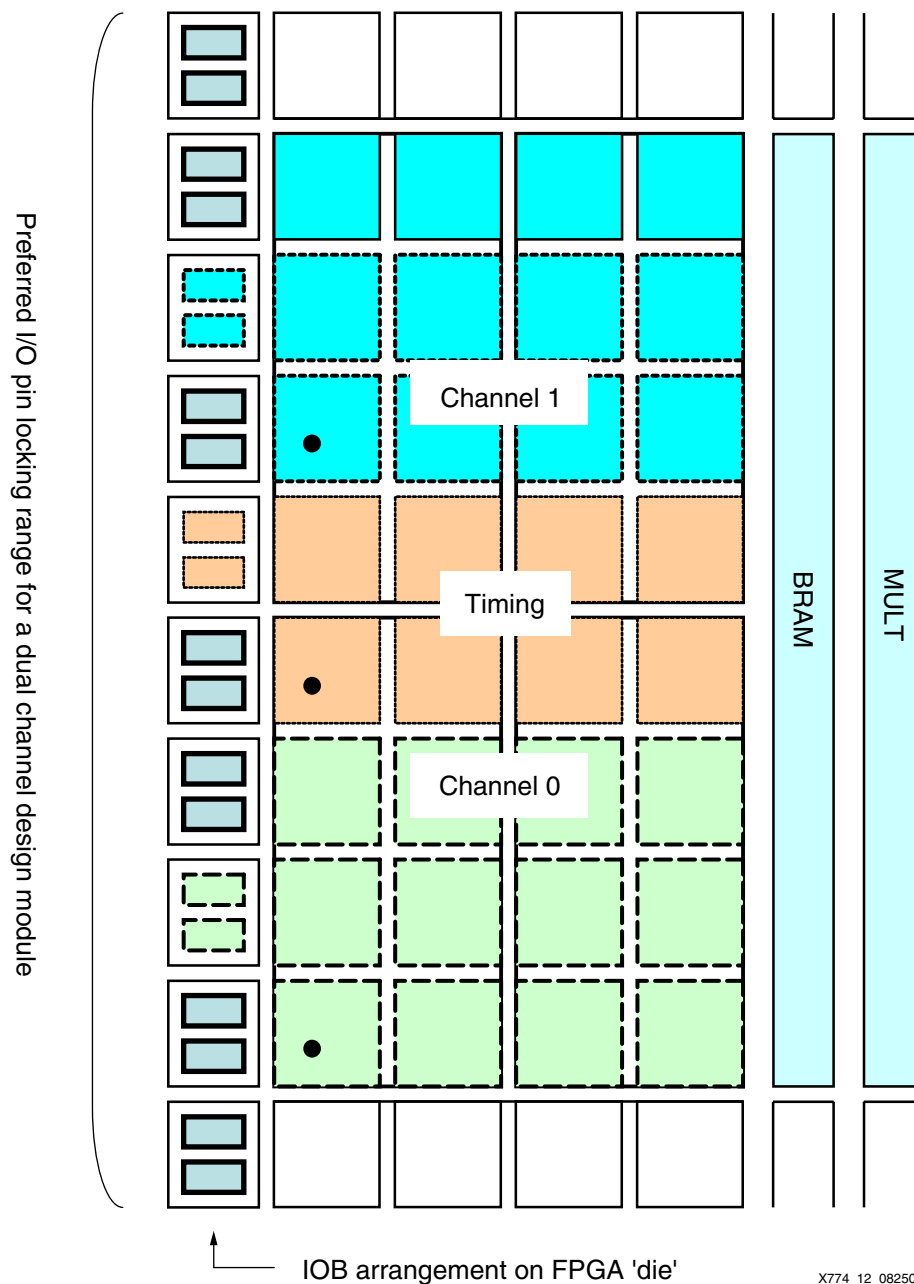 Preferred I/O pin locking range for a dual channel design module
Channel 1
Timing
Channel 0
BRAM
MULT
IOB arrangement on FPGA 'die'
X774_12_08250